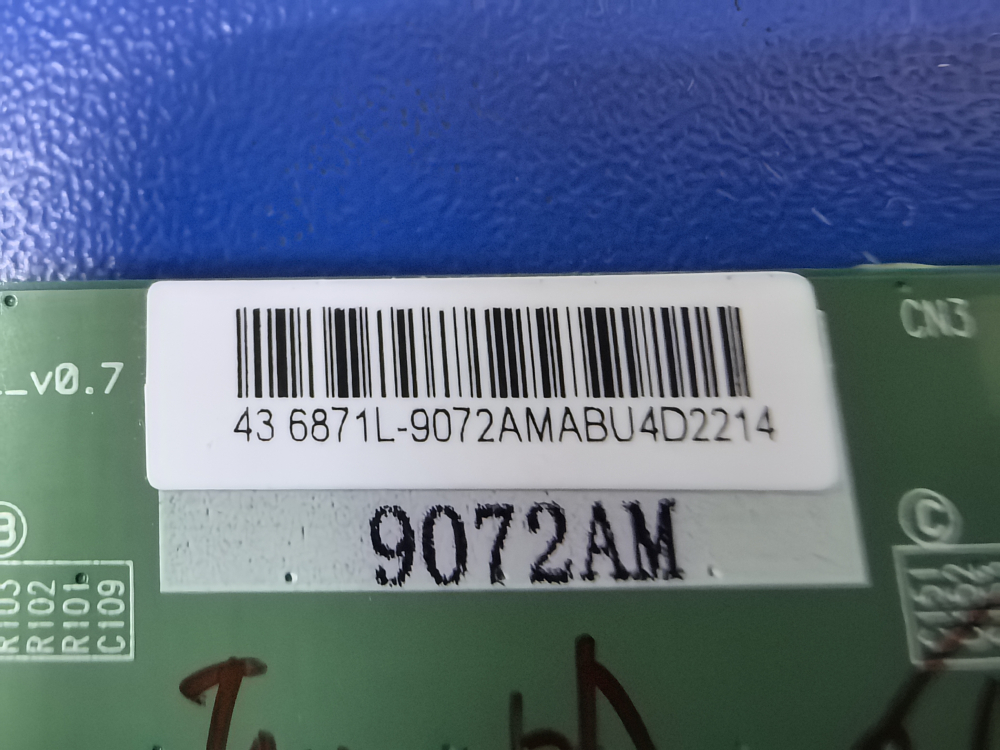 CN3
_v0.7
43 6871L-9072AMABU4D2214
9072AM
B
C
R103
R102
R101
C109